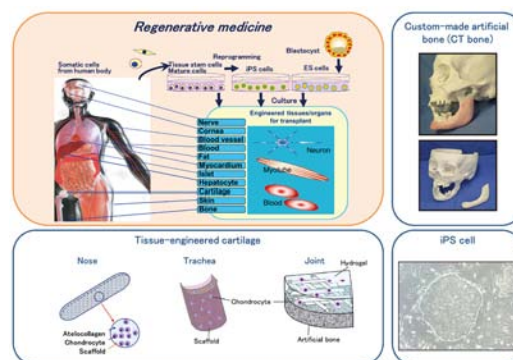 Regenerative medicine
Somatic cells
from human body
Tissue stem cells
Mature cells
Reprogramming
iPS cells
Blastocyst
ES cells
Culture
Engineered tissues/organs
for transplant
Nerve
Cornea
Blood vessel
Blood
Fat
Myocardium
Islet
Hepatocyte
Cartilage
Skin
Bone
Neuron
Myotube
Blood
Custom-made artificial
bone (CT bone)
Tissue-engineered cartilage
Nose
Atelocollagen
Chondrocyte
Scaffold
Trachea
Chondrocyte
Scaffold
Joint
Hydrogel
Artificial bone
iPS cell